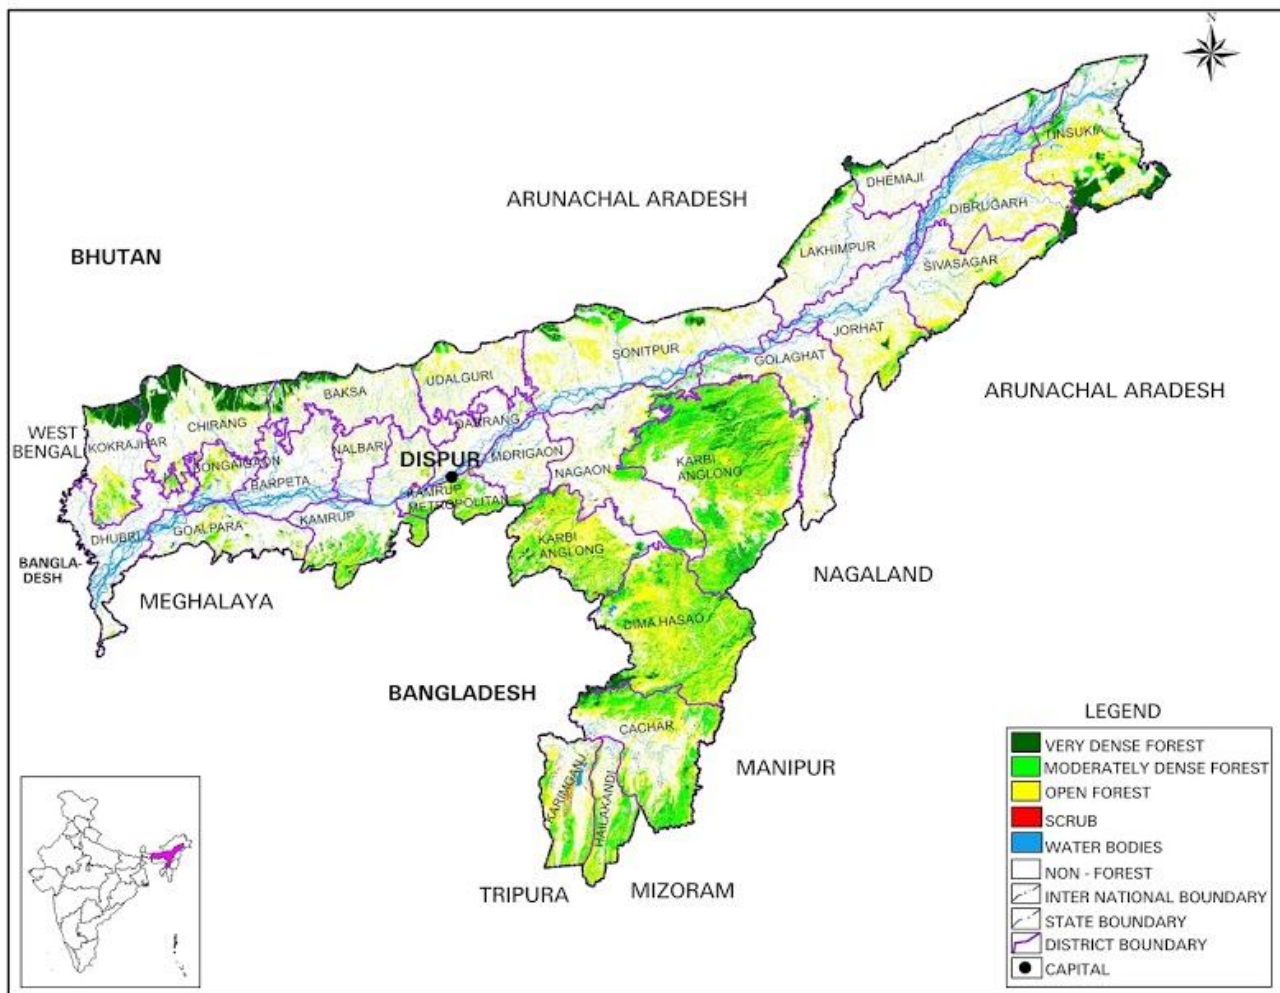 N
TINSUKIA
DHEMAJI
ARUNACHAL ARADESH
DIBRUGARH
BHUTAN
LAKHIMPUR
SIVASAGAR
JORHAT
SONITPUR
GOLAGHAT
UDALGURI
BAKSA
ARUNACHAL ARADESH
CHIRANG
DARRANG
WEST
BENGAL
KOKRAJHAR
NALBARI
DISPUR
MORIGAON
BONGAIGAON
NAGAON
KARBI
ANGLONG
BARPETA
KAMRUP
METROPOLITAN
KAMRUP
GOALPARA
DHUBRI
KARBI
ANGLONG
BANGLA-
DESH
NAGALAND
MEGHALAYA
DIMA HASAO
BANGLADESH
CACHAR
MANIPUR
KARIMGANJ
HAILAKANDI
TRIPURA
MIZORAM
LEGEND
VERY DENSE FOREST
MODERATELY DENSE FOREST
OPEN FOREST
SCRUB
WATER BODIES
NON - FOREST
INTER NATIONAL BOUNDARY
STATE BOUNDARY
DISTRICT BOUNDARY
CAPITAL